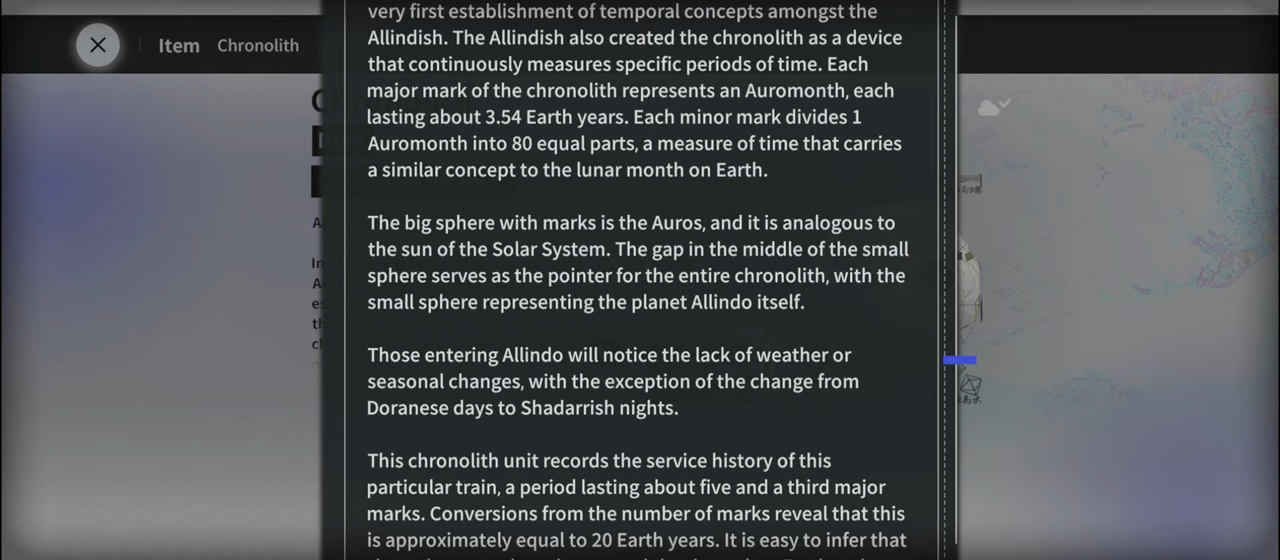 very first establishment of temporal concepts amongst the
Item Chronolith
Allindish. The Allindish also created the chronolith as a device
that continuously measures specific periods of time. Each
major mark of the chronolith represents an Auromonth, each
lasting about 3.54 Earth years. Each minor mark divides 1
Auromonth into 80 equal parts, a measure of time that carries
a similar concept to the lunar month on Earth.
The big sphere with marks is the Auros, and it is analogous to
the sun of the Solar System. The gap in the middle of the small
sphere serves as the pointer for the entire chronolith, with the
small sphere representing the planet Allindo itself.
Those entering Allindo will notice the lack of weather or
seasonal changes, with the exception of the change from
Doranese days to Shadarrish nights.
This chronolith unit records the service history of this
particular train, a period lasting about five and a third major
marks. Conversions from the number of marks reveal that this
is approximately equal to 20 Earth years. It is easy to infer that